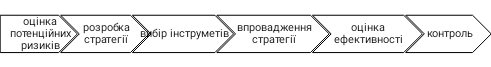 оцінка
потенційних
ризиків
розробка
стратегії
вибір інструметів
впровадження
стратегії
оцінка
ефективності
контроль